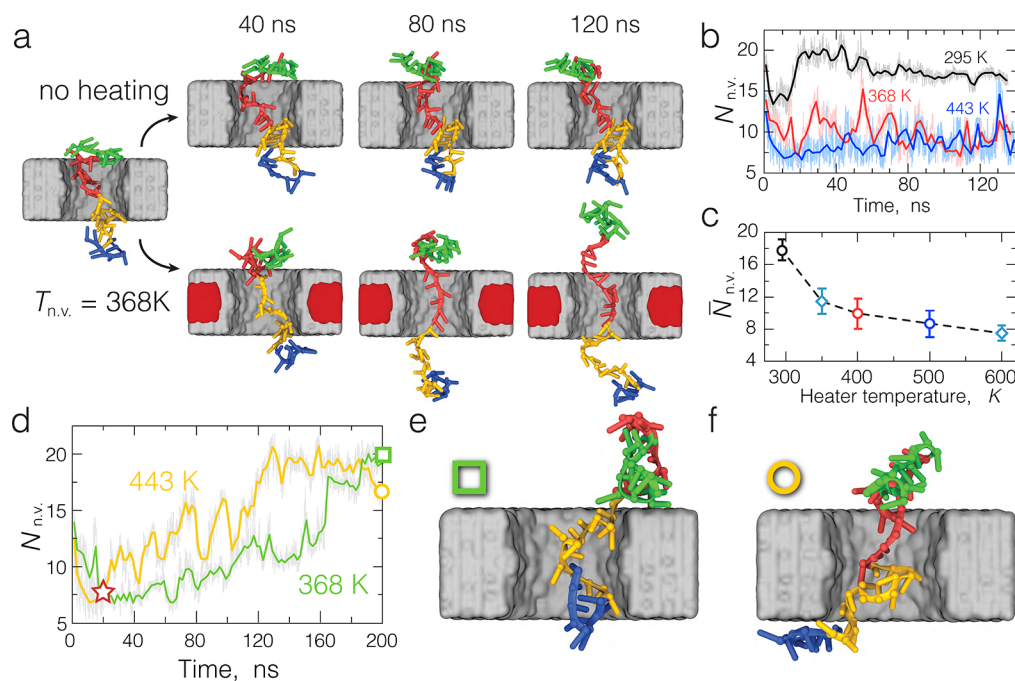 a
40 ns
80 ns
120 ns
no heating
T n.v. = 368K
b
N n.v.
20
15
10
5
295 K
368 K
443 K
0
40
80
120
Time, ns
c
N̅ n.v.
20
16
12
8
4
300
400
500
600
Heater temperature, K
d
N n.v.
20
15
10
5
443 K
368 K
0
40
80
120
160
200
Time, ns
e
f